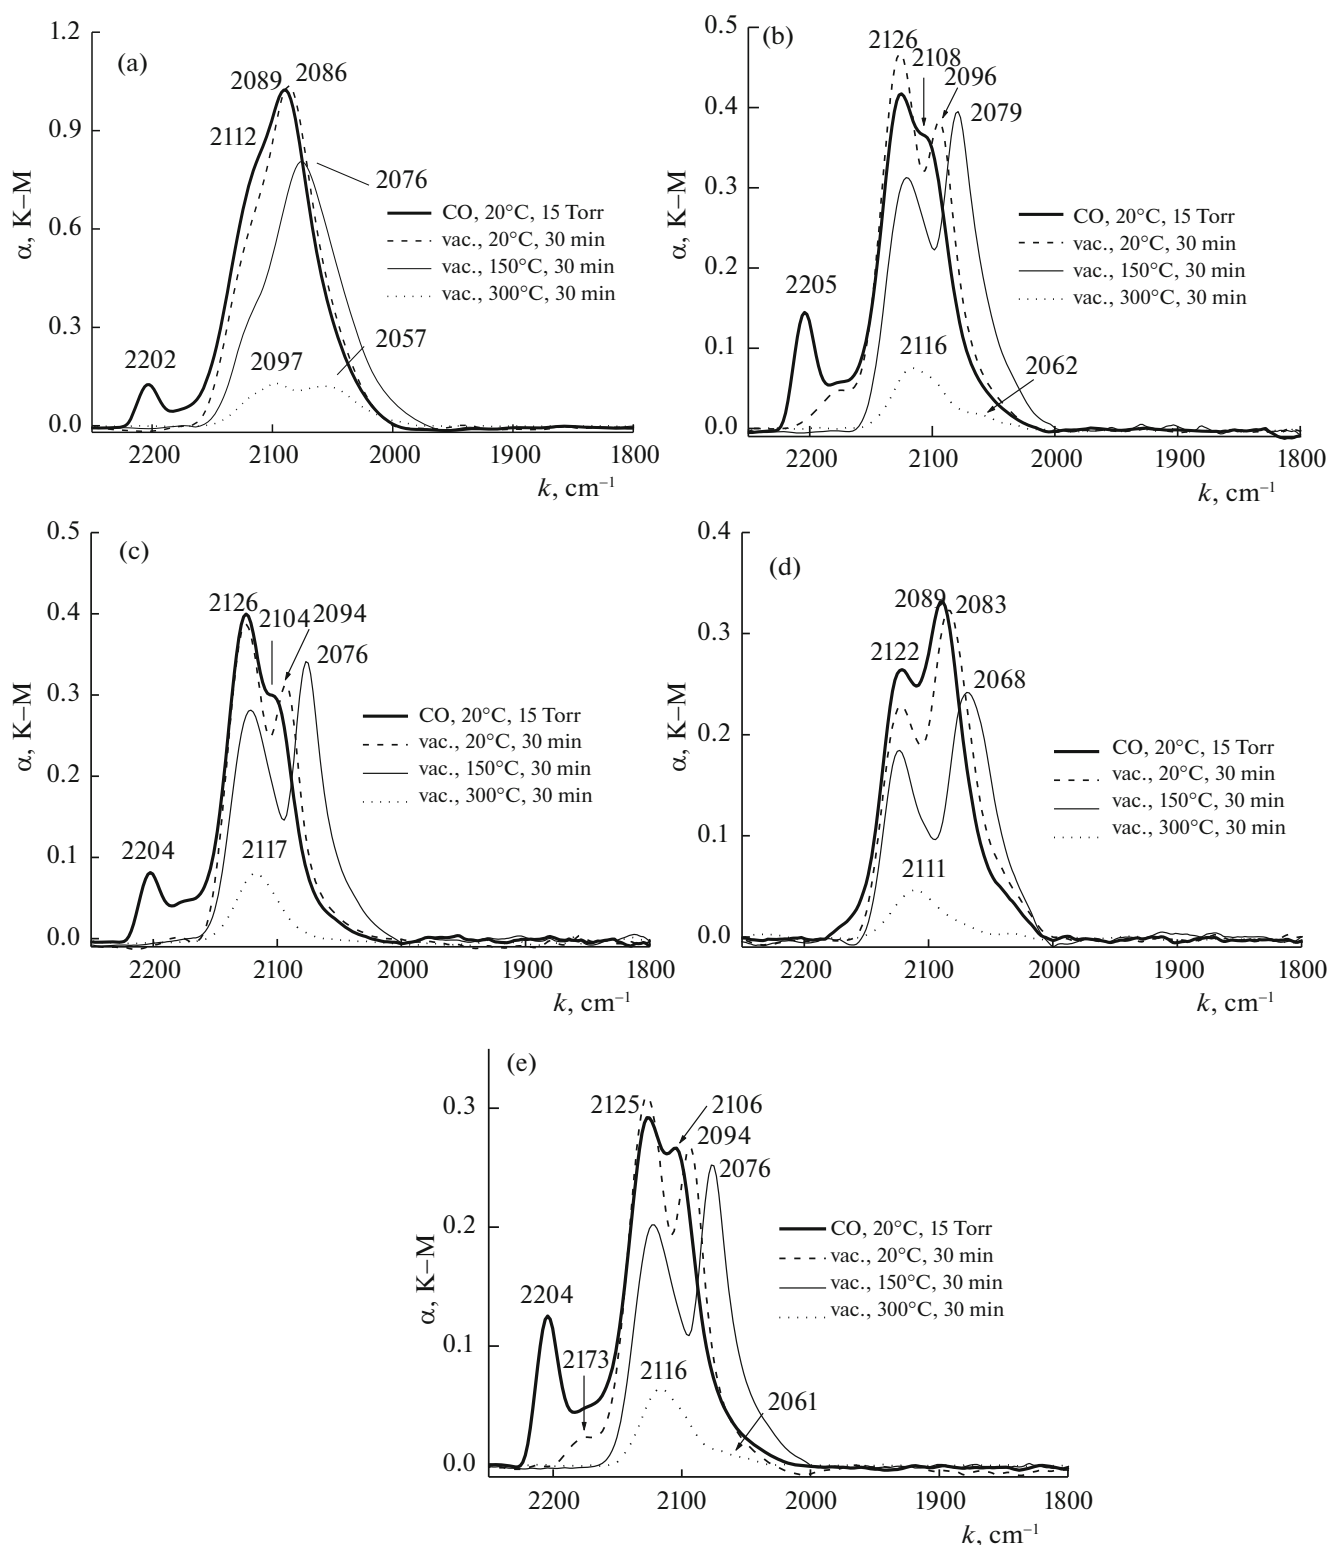 (a)
α, K–M
1.2
0.9
0.6
0.3
0.0
2089
2086
2112
2076
2202
2097
2057
CO, 20°C, 15 Torr
vac., 20°C, 30 min
vac., 150°C, 30 min
vac., 300°C, 30 min
2200 2100 2000 1900 1800
k, cm⁻¹
(b)
α, K–M
0.5
0.4
0.3
0.2
0.1
0.0
2126
2108
2096
2079
2205
2116
2062
CO, 20°C, 15 Torr
vac., 20°C, 30 min
vac., 150°C, 30 min
vac., 300°C, 30 min
2200 2100 2000 1900 1800
k, cm⁻¹
(c)
α, K–M
0.5
0.4
0.3
0.2
0.1
0.0
2126
2104
2094
2076
2204
2117
CO, 20°C, 15 Torr
vac., 20°C, 30 min
vac., 150°C, 30 min
vac., 300°C, 30 min
2200 2100 2000 1900 1800
k, cm⁻¹
(d)
α, K–M
0.4
0.3
0.2
0.1
0.0
2089
2083
2122
2068
2111
CO, 20°C, 15 Torr
vac., 20°C, 30 min
vac., 150°C, 30 min
vac., 300°C, 30 min
2200 2100 2000 1900 1800
k, cm⁻¹
(e)
α, K–M
0.3
0.2
0.1
0.0
2125
2106
2094
2076
2204
2173
2116
2061
CO, 20°C, 15 Torr
vac., 20°C, 30 min
vac., 150°C, 30 min
vac., 300°C, 30 min
2200 2100 2000 1900 1800
k, cm⁻¹